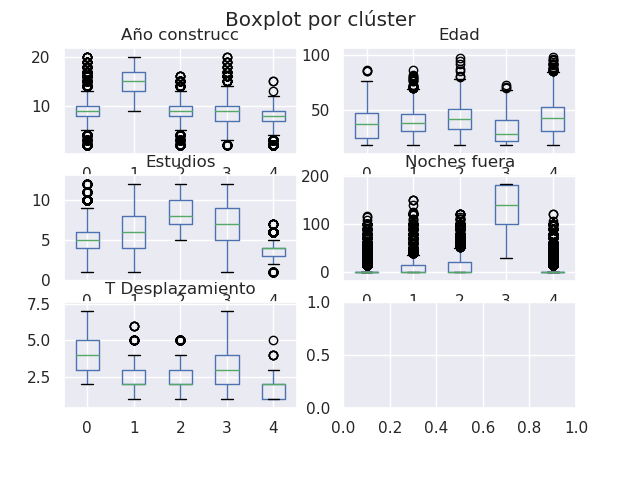 Boxplot por clúster
Año construcc
20
10
0 1 2 3 4
Edad
100
50
0 1 2 3 4
Estudios
10
5
0
0 1 2 3 4
Noches fuera
200
100
0
0 1 2 3 4
T Desplazamiento
7.5
5.0
2.5
0 1 2 3 4
1.0
0.5
0.0
0.0 0.2 0.4 0.6 0.8 1.0